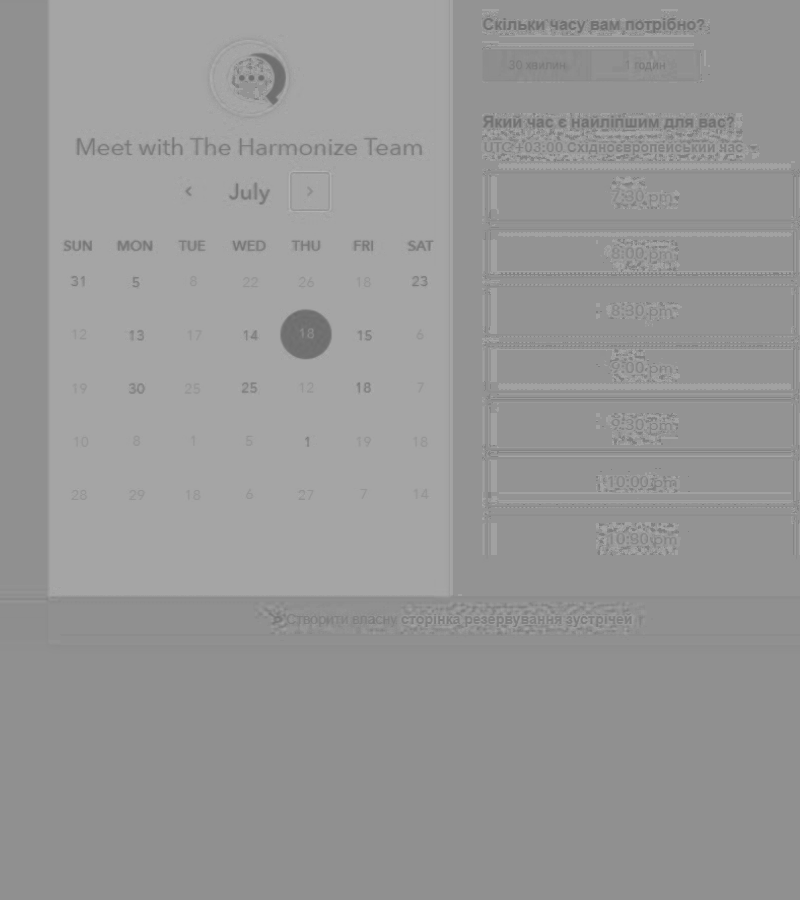 Meet with The Harmonize Team
July
SUN MON TUE WED THU FRI SAT
31 5 8 22 26 18 23
12 13 17 14 18 15 6
19 30 25 25 12 18 7
10 8 1 5 1 19 18
28 29 18 6 27 7 14
Скільки часу вам потрібно?
30 хвилин 1 годин
Який час є найліпшим для вас?
UTC +03:00 Східноєвропейський час
7:30 pm
8:00 pm
8:30 pm
9:00 pm
9:30 pm
10:00 pm
10:30 pm
Створити власну сторінка резервування зустрічей